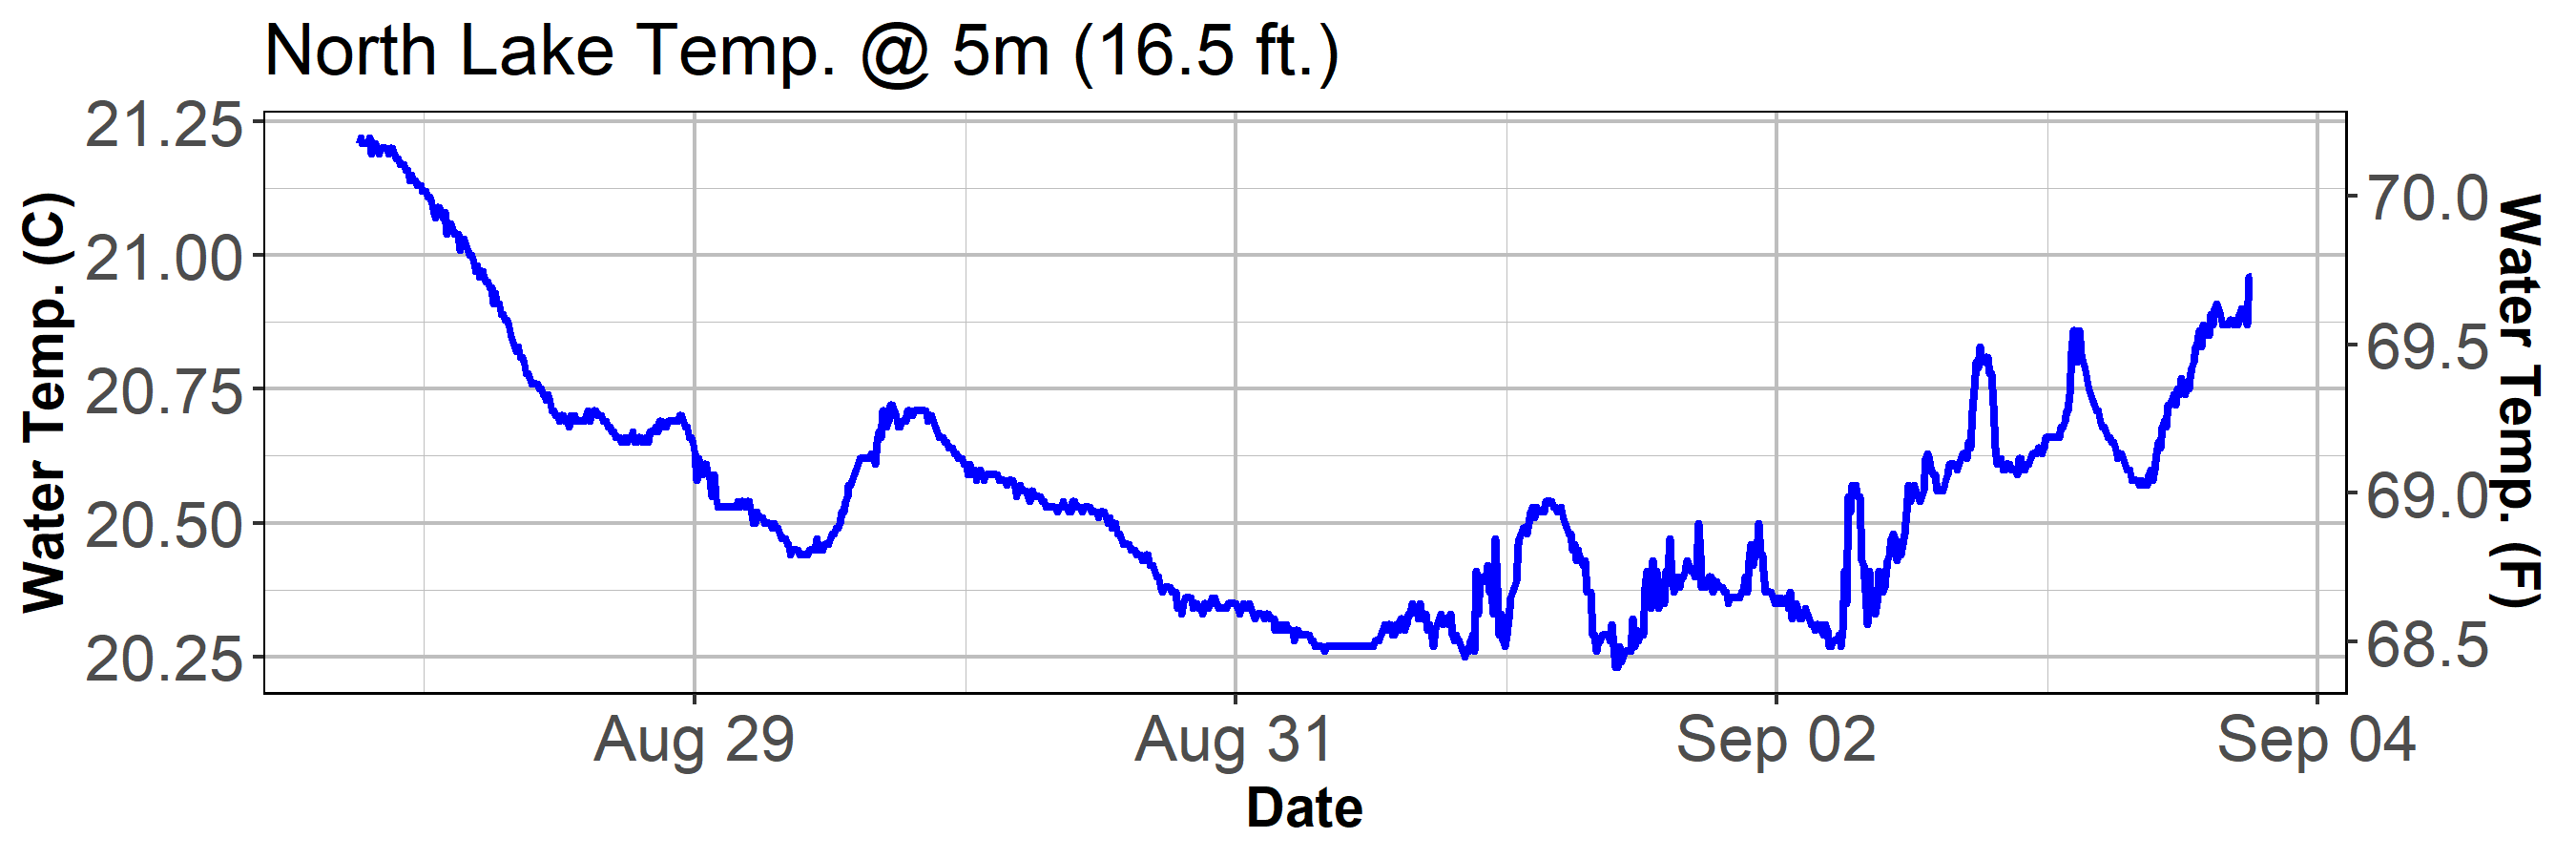 North Lake Temp. @ 5m (16.5 ft.)
Water Temp. (C)
21.25
21.00
20.75
20.50
20.25
70.0
69.5
69.0
68.5
Water Temp. (F)
Aug 29
Aug 31
Sep 02
Sep 04
Date